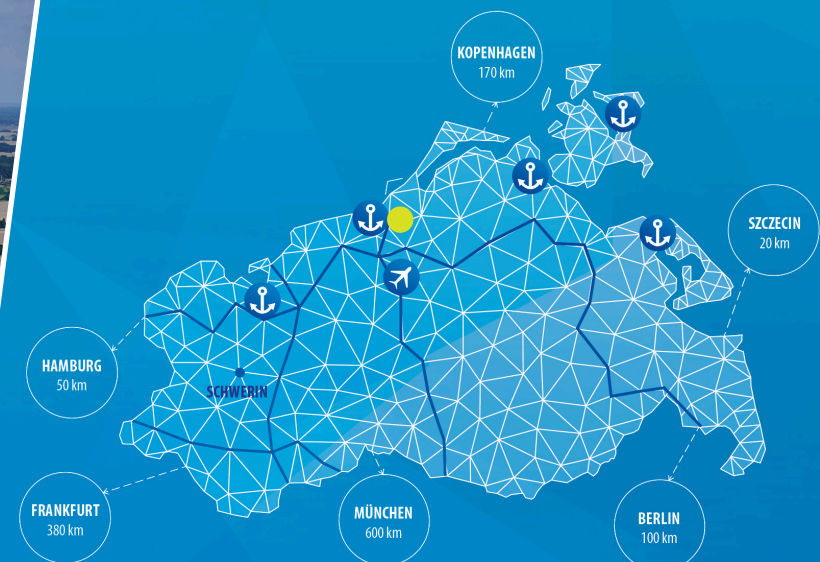 KOPENHAGEN
170 km
SZCZECIN
20 km
HAMBURG
50 km
SCHWERIN
FRANKFURT
380 km
MÜNCHEN
600 km
BERLIN
100 km